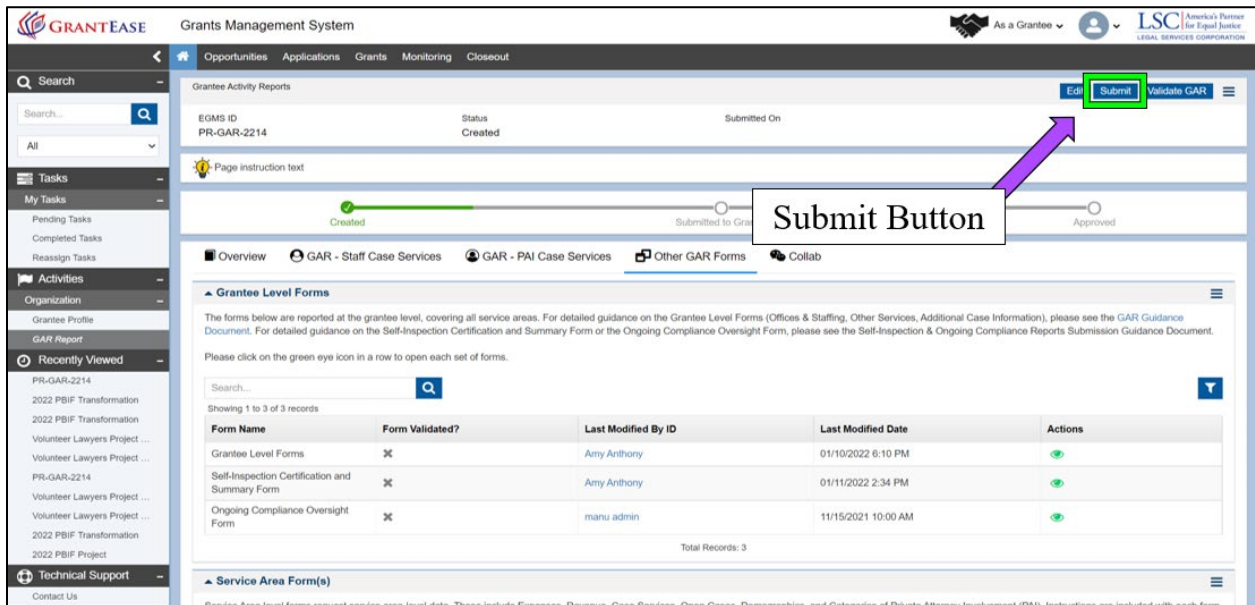 GRANTEASE
Grants Management System
As a Grantee
LSC America's Partner for Equal Justice
LEGAL SERVICES CORPORATION
Opportunities Applications Grants Monitoring Closeout
Search
Search...
All
Tasks
My Tasks
Pending Tasks
Completed Tasks
Reassign Tasks
Activities
Organization
Grantee Profile
GAR Report
Recently Viewed
PR-GAR-2214
2022 PBIF Transformation
2022 PBIF Transformation
Volunteer Lawyers Project ...
Volunteer Lawyers Project ...
PR-GAR-2214
Volunteer Lawyers Project ...
Volunteer Lawyers Project ...
2022 PBIF Transformation
2022 PBIF Project
Technical Support
Contact Us
Grantee Activity Reports
Submit Validate GAR
EGMS ID Status Submitted On
PR-GAR-2214 Created
Page instruction text
Submit Button
Created Submitted to Approved
Overview GAR - Staff Case Services GAR - PAI Case Services Other GAR Forms Collab
Grantee Level Forms
The forms below are reported at the grantee level, covering all service areas. For detailed guidance on the Grantee Level Forms (Offices & Staffing, Other Services, Additional Case Information), please see the GAR Guidance
Document. For detailed guidance on the Self-Inspection Certification and Summary Form or the Ongoing Compliance Oversight Form, please see the Self-Inspection & Ongoing Compliance Reports Submission Guidance Document.
Please click on the green eye icon in a row to open each set of forms.
Search...
Showing 1 to 3 of 3 records
Form Name Form Validated? Last Modified By ID Last Modified Date Actions
Grantee Level Forms Amy Anthony 01/10/2022 6:10 PM
Self-Inspection Certification and
Summary Form Amy Anthony 01/11/2022 2:34 PM
Ongoing Compliance Oversight
Form manu admin 11/15/2021 10:00 AM
Total Records: 3
Service Area Form(s)